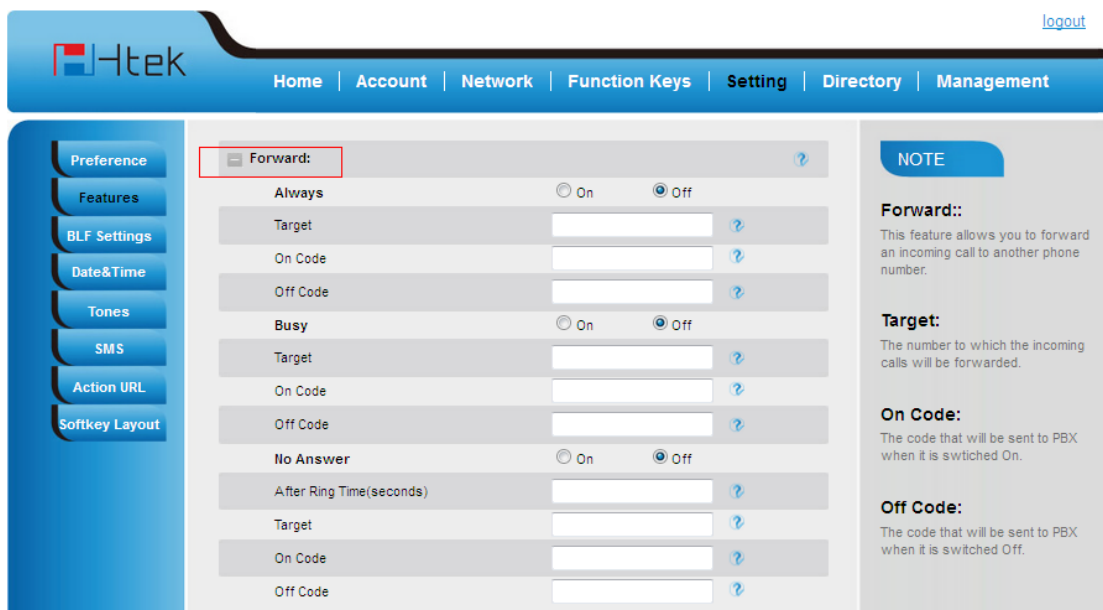 logout
Htek
Home | Account | Network | Function Keys | Setting | Directory | Management
Preference
Features
BLF Settings
Date&Time
Tones
SMS
Action URL
Softkey Layout
Forward:
Always On Off
Target
On Code
Off Code
Busy On Off
Target
On Code
Off Code
No Answer On Off
After Ring Time(seconds)
Target
On Code
Off Code
NOTE
Forward::
This feature allows you to forward
an incoming call to another phone
number.
Target:
The number to which the incoming
calls will be forwarded.
On Code:
The code that will be sent to PBX
when it is swtiched On.
Off Code:
The code that will be sent to PBX
when it is switched Off.